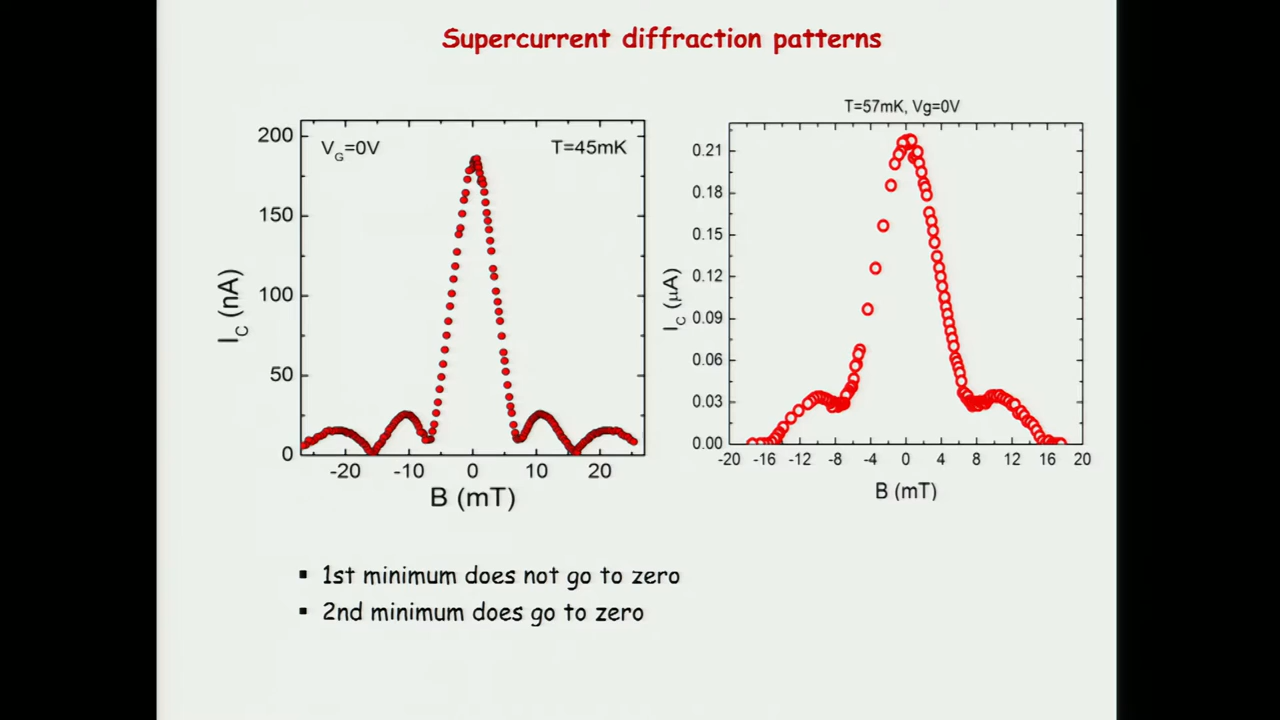 Supercurrent diffraction patterns
V_G=0V
T=45mK
200
150
100
50
0
I_C (nA)
-20 -10 0 10 20
B (mT)
T=57mK, Vg=0V
0.21
0.18
0.15
0.12
0.09
0.06
0.03
0.00
I_C (μA)
-20 -16 -12 -8 -4 0 4 8 12 16 20
B (mT)
▪ 1st minimum does not go to zero
▪ 2nd minimum does go to zero